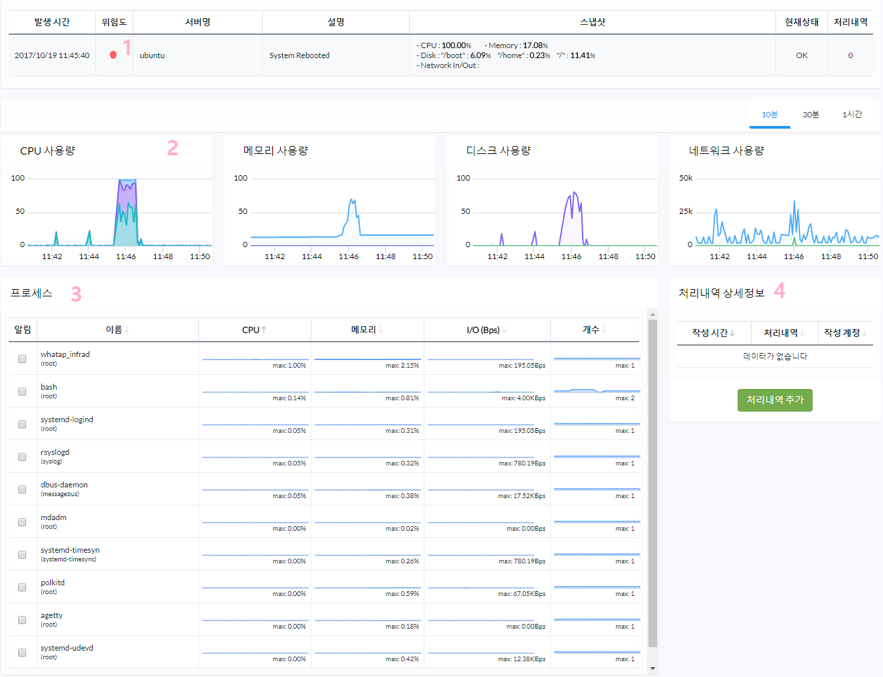 발생 시간 위험도 서버명 설명 스냅샷 현재상태 처리내역
2017/10/19 11:45:40 1 ubuntu System Rebooted - CPU : 100.00% - Memory : 17.08% OK 0
- Disk : "/boot" : 6.09% "/home" : 0.23% "/" : 11.41%
- Network In/Out :
10분 30분 1시간
CPU 사용량 2 메모리 사용량 디스크 사용량 네트워크 사용량
100 100 100 50k
50 50 50 25k
0 0 0 0
11:42 11:44 11:46 11:48 11:50 11:42 11:44 11:46 11:48 11:50 11:42 11:44 11:46 11:48 11:50 11:42 11:44 11:46 11:48 11:50
프로세스 3
알림 이름↓ CPU↑ 메모리↓ I/O (Bps)↓ 개수↓
whatap_infrad
(root) max: 1.00% max: 2.15% max: 195.05Bps max: 1
bash
(root) max: 0.14% max: 0.81% max: 4.00KBps max: 2
systemd-logind
(root) max: 0.05% max: 0.31% max: 195.05Bps max: 1
rsyslogd
(syslog) max: 0.05% max: 0.32% max: 780.19Bps max: 1
dbus-daemon
(messagebus) max: 0.05% max: 0.38% max: 17.52KBps max: 1
mdadm
(root) max: 0.00% max: 0.02% max: 0.00Bps max: 1
systemd-timesyn
(systemd-timesync) max: 0.00% max: 0.26% max: 780.19Bps max: 1
polkitd
(root) max: 0.00% max: 0.59% max: 67.05KBps max: 1
agetty
(root) max: 0.00% max: 0.18% max: 0.00Bps max: 1
systemd-udevd
(root) max: 0.00% max: 0.42% max: 12.38KBps max: 1
처리내역 상세정보 4
작성 시간↓ 처리내역↓ 작성 계정↓
데이터가 없습니다
처리내역 추가